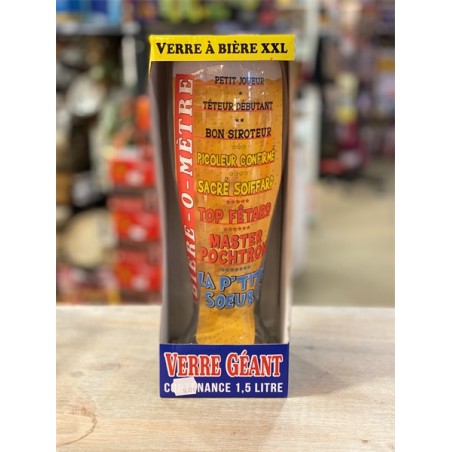 VERRE À BIÈRE XXL
BIÈRE-O-MÈTRE
PETIT JOUEUR
TÉTEUR DÉBUTANT
BON SIROTEUR
PICOLEUR CONFIRMÉ
SACRÉ SOIFFARD
TOP FÊTARD
MASTER
POCHTRON
LA P'TITE
SOEUR
VERRE GÉANT
CONTENANCE 1,5 LITRE